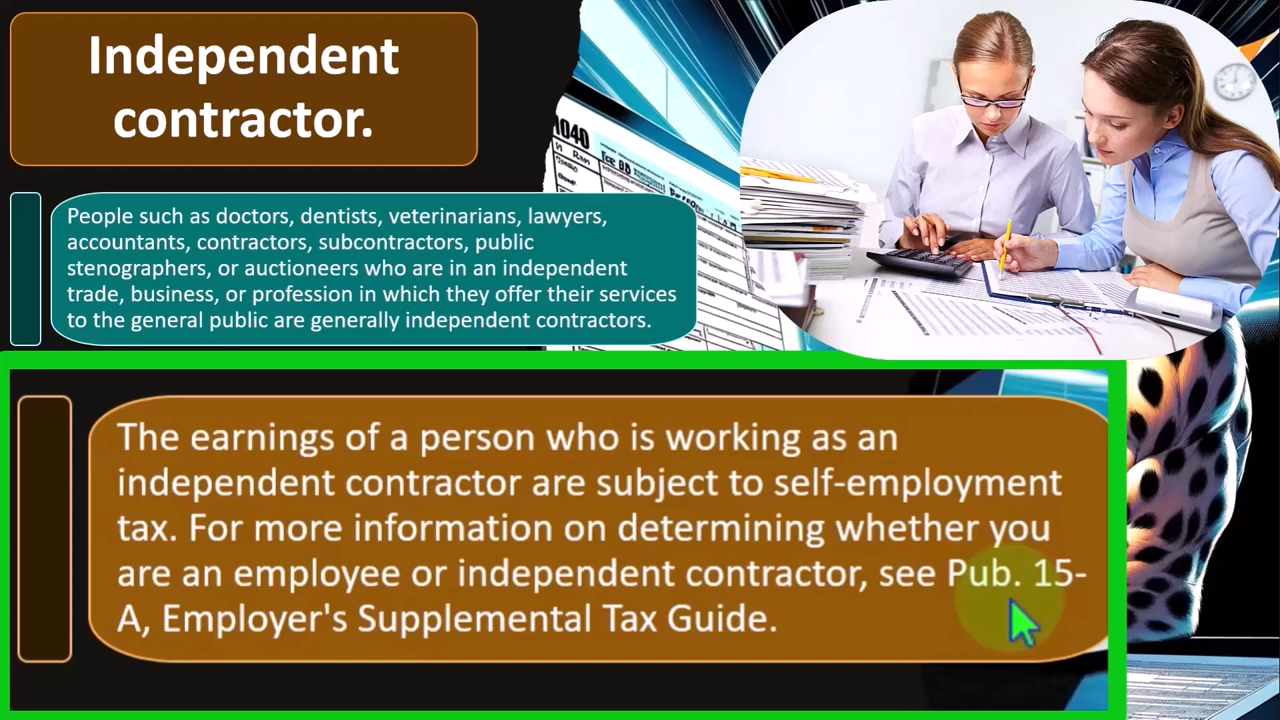 Independent
contractor.
1040
People such as doctors, dentists, veterinarians, lawyers,
accountants, contractors, subcontractors, public
stenographers, or auctioneers who are in an independent
trade, business, or profession in which they offer their services
to the general public are generally independent contractors.
The earnings of a person who is working as an
independent contractor are subject to self-employment
tax. For more information on determining whether you
are an employee or independent contractor, see Pub. 15-
A, Employer's Supplemental Tax Guide.